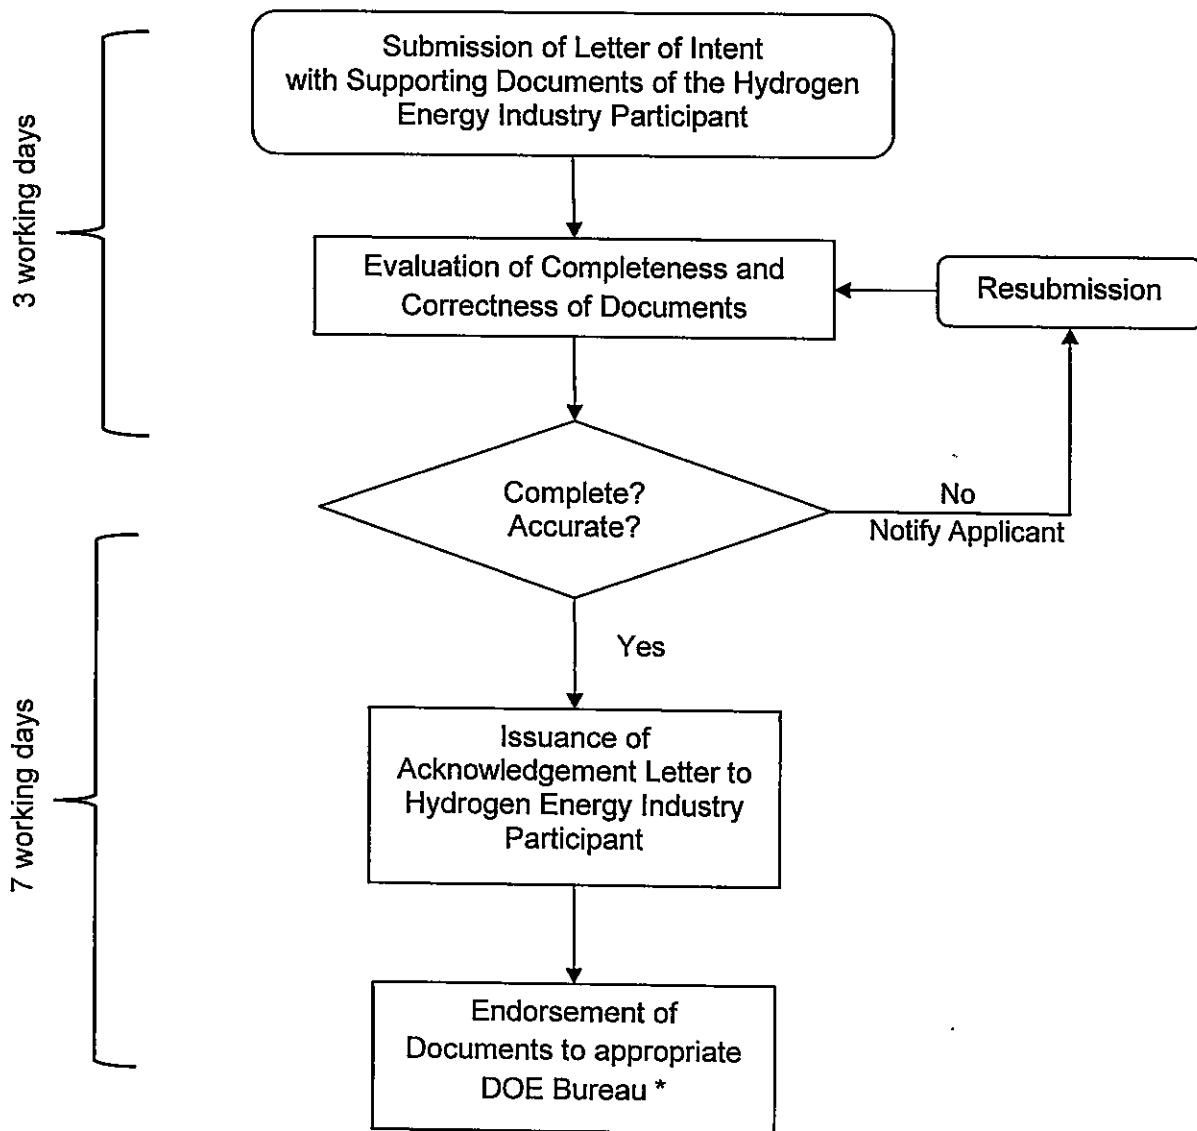 Submission of Letter of Intent
with Supporting Documents of the Hydrogen
Energy Industry Participant
3 working days
Evaluation of Completeness and
Correctness of Documents
Resubmission
Complete?
Accurate?
No
Notify Applicant
Yes
7 working days
Issuance of
Acknowledgement Letter to
Hydrogen Energy Industry
Participant
Endorsement of
Documents to appropriate
DOE Bureau *